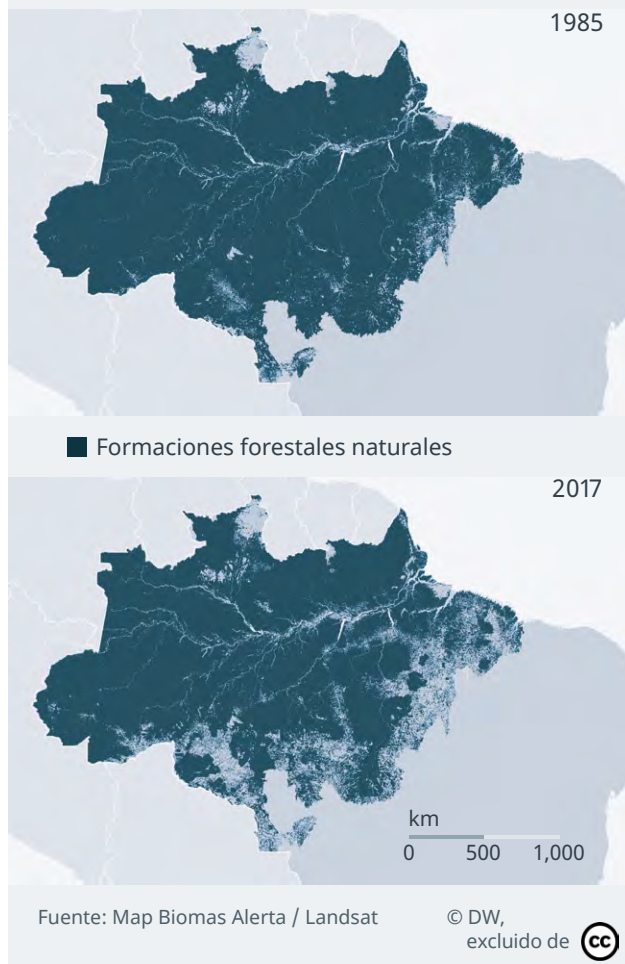 1985
Formaciones forestales naturales
2017
km
0 500 1,000
Fuente: Map Biomas Alerta / Landsat
© DW,
excluido de cc